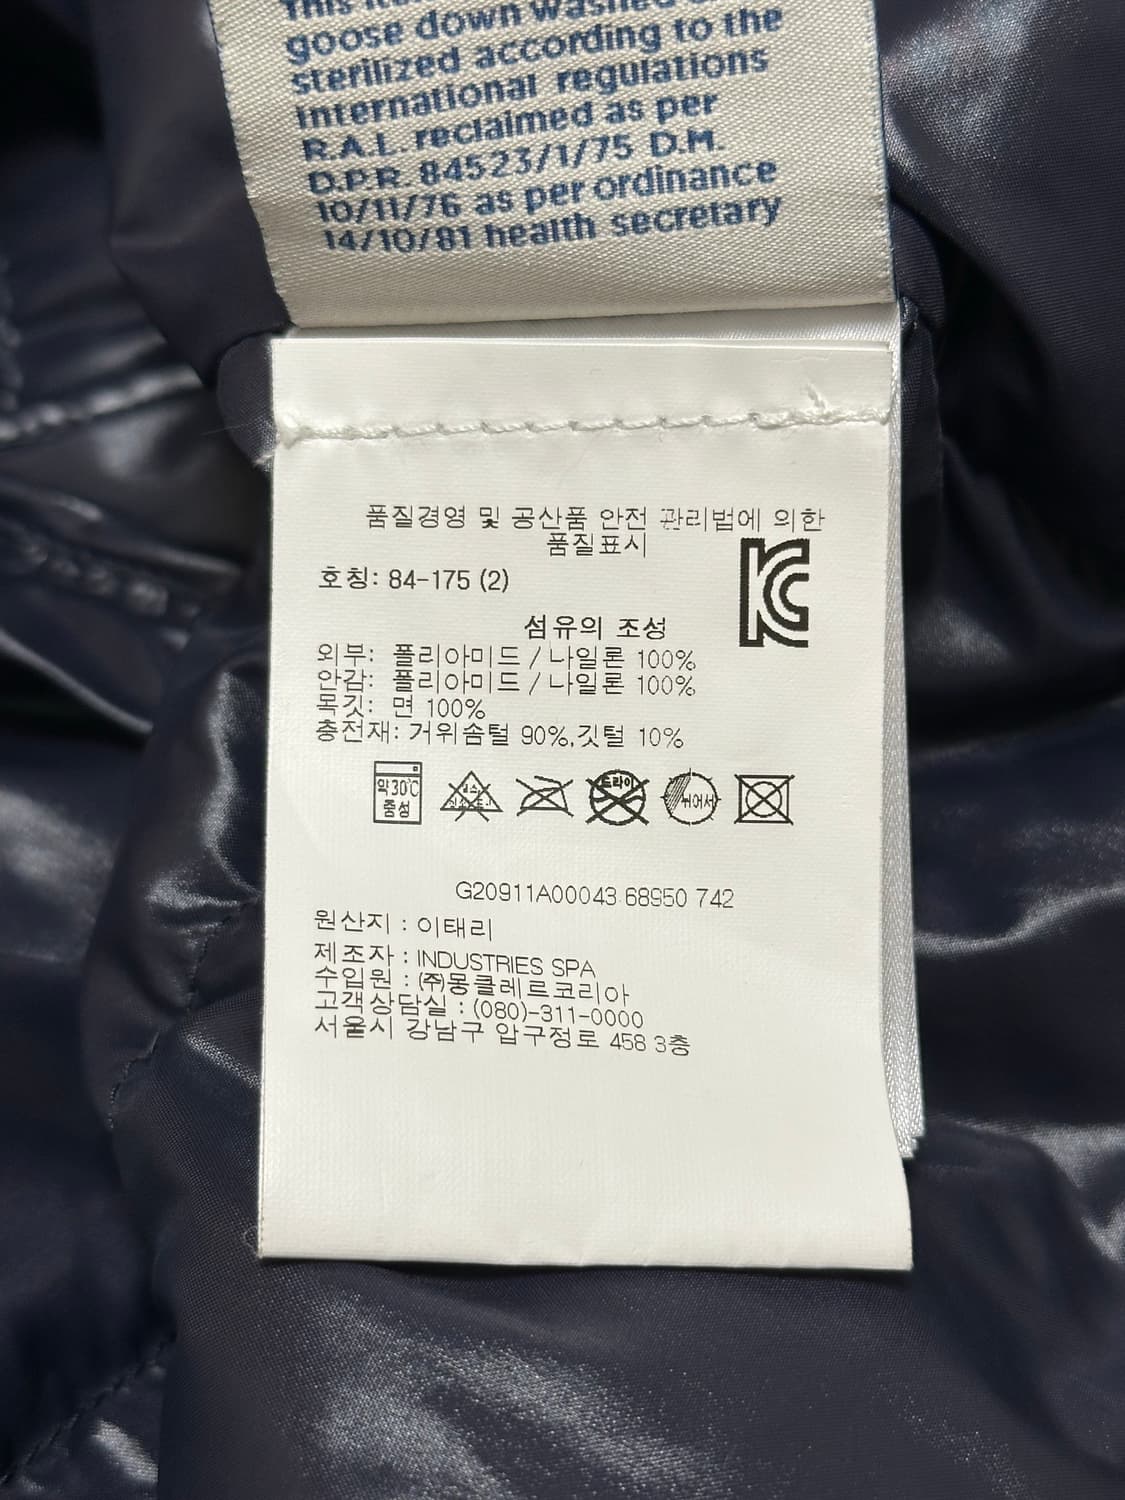 This
goose down washed
sterilized according to the
international regulations
R.A.L. reclaimed as per
D.P.R. 84523/1/75 D.M.
10/11/76 as per ordinance
14/10/81 health secretary
품질경영 및 공산품 안전 관리법에 의한
품질표시
호칭: 84-175 (2)
섬유의 조성
외부: 폴리아미드 / 나일론 100%
안감: 폴리아미드 / 나일론 100%
목깃: 면 100%
충전재: 거위솜털 90%,깃털 10%
약30℃
중성
드라이
뉘어서
G20911A00043 68950 742
원산지 : 이태리
제조자 : INDUSTRIES SPA
수입원 : (주)몽클레르코리아
고객상담실 : (080)-311-0000
서울시 강남구 압구정로 458 3층